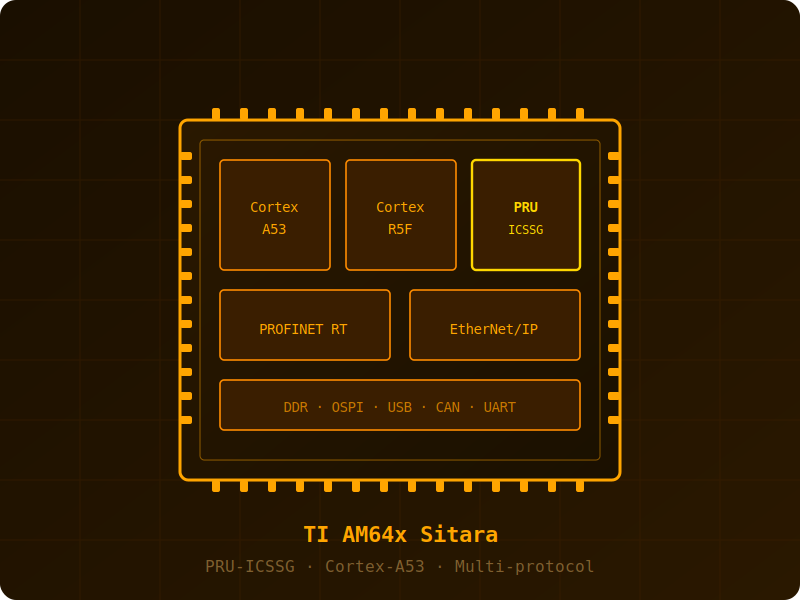 Cortex
A53
Cortex
R5F
PRU
ICSSG
PROFINET RT
EtherNet/IP
DDR · OSPI · USB · CAN · UART
TI AM64x Sitara
PRU-ICSSG · Cortex-A53 · Multi-protocol